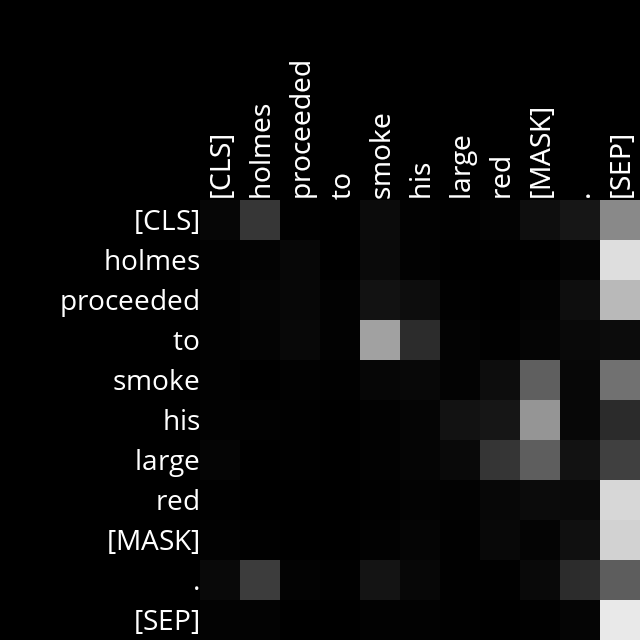 [CLS] holmes proceeded to smoke his large red [MASK] . [SEP]
[CLS]
holmes
proceeded
to
smoke
his
large
red
[MASK]
.
[SEP]